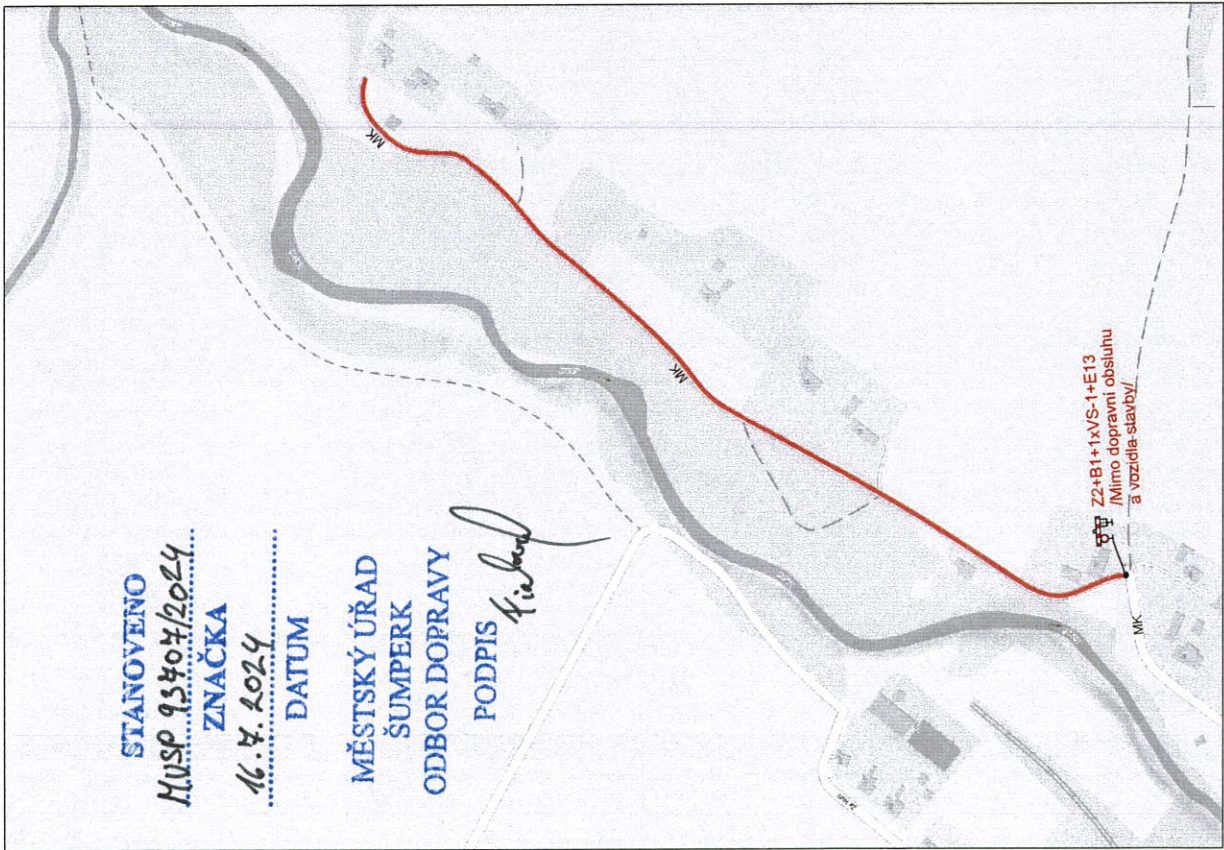 STANOVENO
MUSP 93407/2024
ZNAČKA
16.7.2024
DATUM
MĚSTSKÝ ÚŘAD
ŠUMPERK
ODBOR DOPRAVY
PODPIS
MK
MK
MK
Z2+B1+1xVS-1+E13
/Mimo dopravní obsluhu
a vozidla stavby/